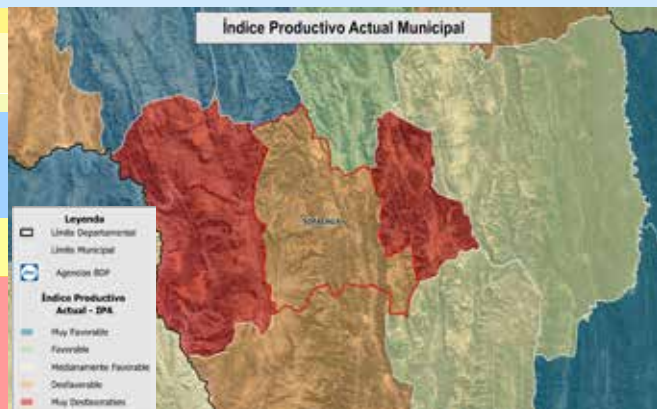 Índice Productivo Actual Municipal
Leyenda
Límite Departamental
Límite Municipal
Agencias BDP
Índice Productivo
Actual - IPA
Muy Favorable
Favorable
Medianamente Favorable
Desfavorable
Muy Desfavorables